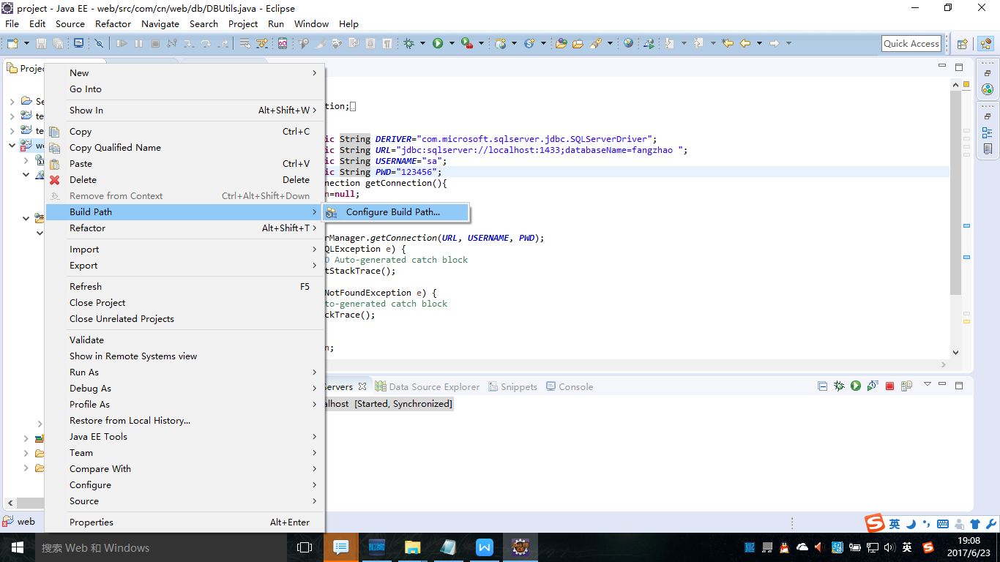 project - Java EE - web/src/com/cn/web/db/DBUtils.java - Eclipse
File Edit Source Refactor Navigate Search Project Run Window Help
Quick Access
Projec
New
Go Into
Show In Alt+Shift+W
Copy Ctrl+C
Copy Qualified Name
Paste Ctrl+V
Delete Delete
Remove from Context Ctrl+Alt+Shift+Down
Build Path
Refactor Alt+Shift+T
Import
Export
Refresh F5
Close Project
Close Unrelated Projects
Validate
Show in Remote Systems view
Run As
Debug As
Profile As
Restore from Local History...
Java EE Tools
Team
Compare With
Configure
Source
Properties Alt+Enter
Configure Build Path...
tion;
ic String DERIVER="com.microsoft.sqlserver.jdbc.SQLServerDriver";
ic String URL="jdbc:sqlserver://localhost:1433;databaseName=fangzhao ";
ic String USERNAME="sa";
ic String PWD="123456";
nection getConnection(){
n=null;
rManager.getConnection(URL, USERNAME, PWD);
QLException e) {
O Auto-generated catch block
tStackTrace();
NotFoundException e) {
to-generated catch block
ckTrace();
n;
Servers Data Source Explorer Snippets Console
alhost [Started, Synchronized]
web
英
搜索 Web 和 Windows
英
19:08
2017/6/23